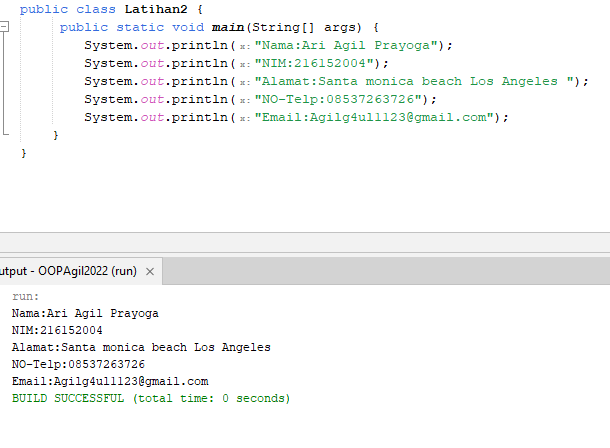 public class Latihan2 {
public static void main(String[] args) {
System.out.println(x:"Nama:Ari Agil Prayoga");
System.out.println(x:"NIM:216152004");
System.out.println(x:"Alamat:Santa monica beach Los Angeles ");
System.out.println(x:"NO-Telp:08537263726");
System.out.println(x:"Email:Agilg4ul1123@gmail.com");
}
}
utput - OOPAgil2022 (run) ×
run:
Nama:Ari Agil Prayoga
NIM:216152004
Alamat:Santa monica beach Los Angeles
NO-Telp:08537263726
Email:Agilg4ul1123@gmail.com
BUILD SUCCESSFUL (total time: 0 seconds)